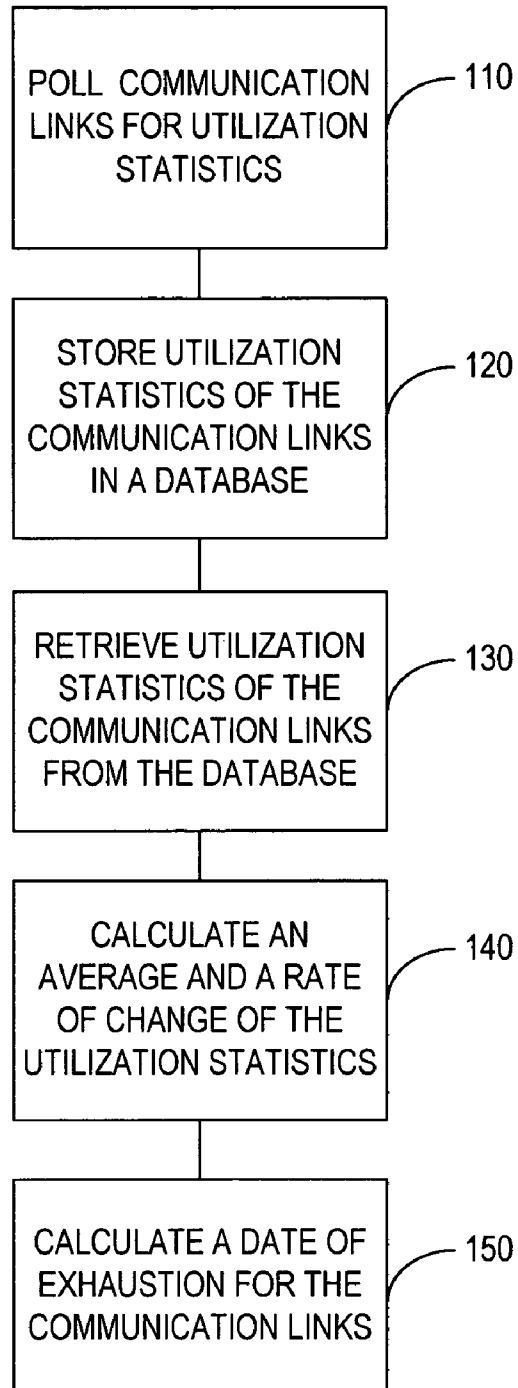 POLL COMMUNICATION
LINKS FOR UTILIZATION
STATISTICS
110
STORE UTILIZATION
STATISTICS OF THE
COMMUNICATION LINKS
IN A DATABASE
120
RETRIEVE UTILIZATION
STATISTICS OF THE
COMMUNICATION LINKS
FROM THE DATABASE
130
CALCULATE AN
AVERAGE AND A RATE
OF CHANGE OF THE
UTILIZATION STATISTICS
140
CALCULATE A DATE OF
EXHAUSTION FOR THE
COMMUNICATION LINKS
150